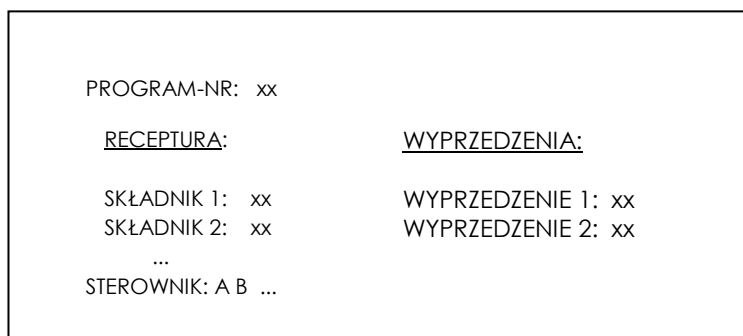 PROGRAM-NR: xx
RECEPTURA: WYPRZEDZENIA:
SKŁADNIK 1: xx WYPRZEDZENIE 1: xx
SKŁADNIK 2: xx WYPRZEDZENIE 2: xx
...
STEROWNIK: A B ...